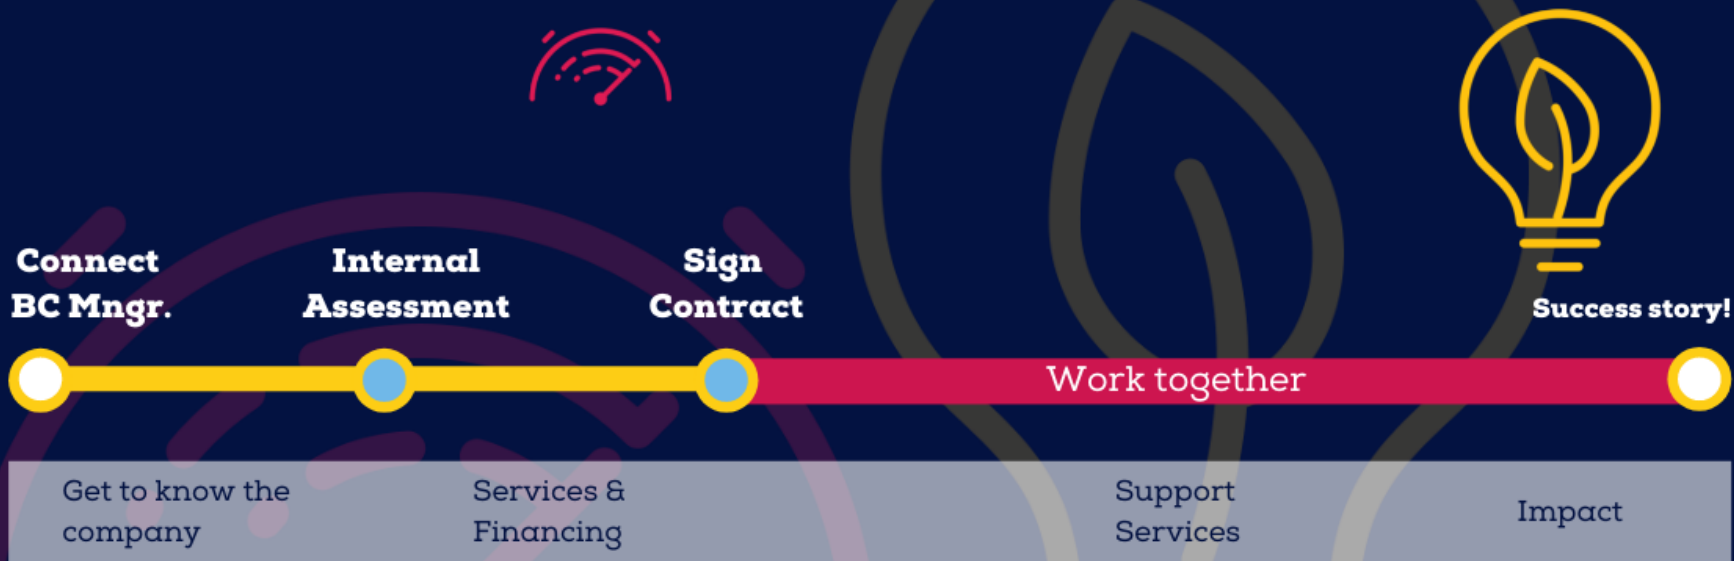 Connect
BC Mngr.
Internal
Assessment
Sign
Contract
Success story!
Work together
Get to know the
company
Services &
Financing
Support
Services
Impact